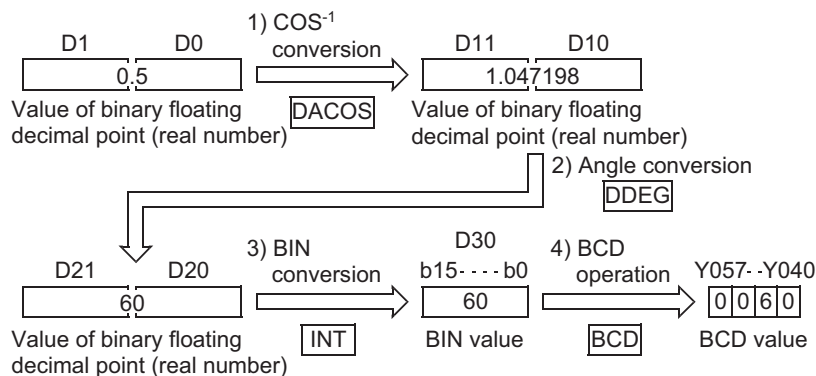 D1 D0 1) COS-1 conversion D11 D10
0.5 1.047198
DACOS
Value of binary floating decimal point (real number)
Value of binary floating decimal point (real number)
2) Angle conversion
DDEG
D21 D20 3) BIN conversion D30 4) BCD operation
b15----b0 Y057--Y040
60 60 0 0 6 0
INT BIN value BCD BCD value
Value of binary floating decimal point (real number)